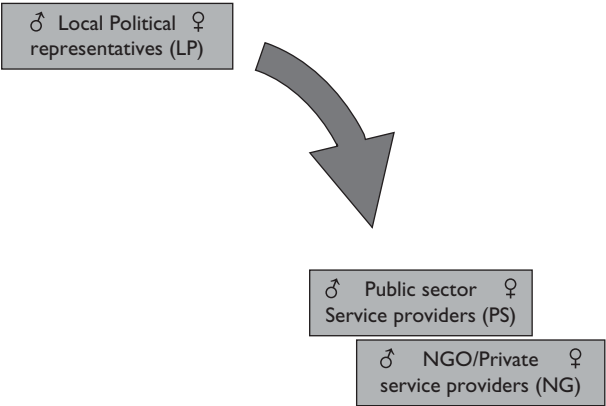 ♂ Local Political ♀
representatives (LP)
♂ Public sector ♀
Service providers (PS)
♂ NGO/Private ♀
service providers (NG)